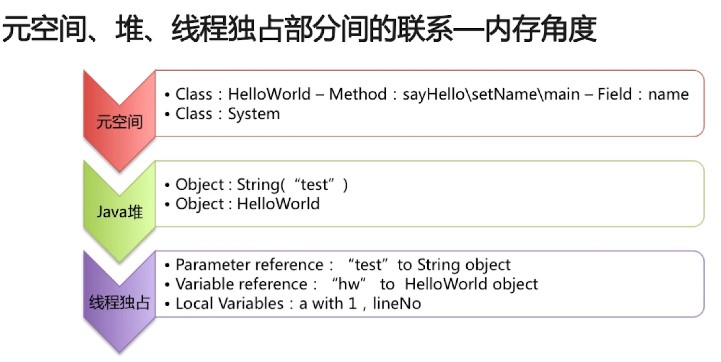 元空间、堆、线程独占部分间的联系—内存角度
元空间
• Class：HelloWorld – Method：sayHello\setName\main – Field：name
• Class：System
Java堆
• Object : String(“test”)
• Object : HelloWorld
线程独占
• Parameter reference：“test” to String object
• Variable reference：“hw” to HelloWorld object
• Local Variables：a with 1，lineNo